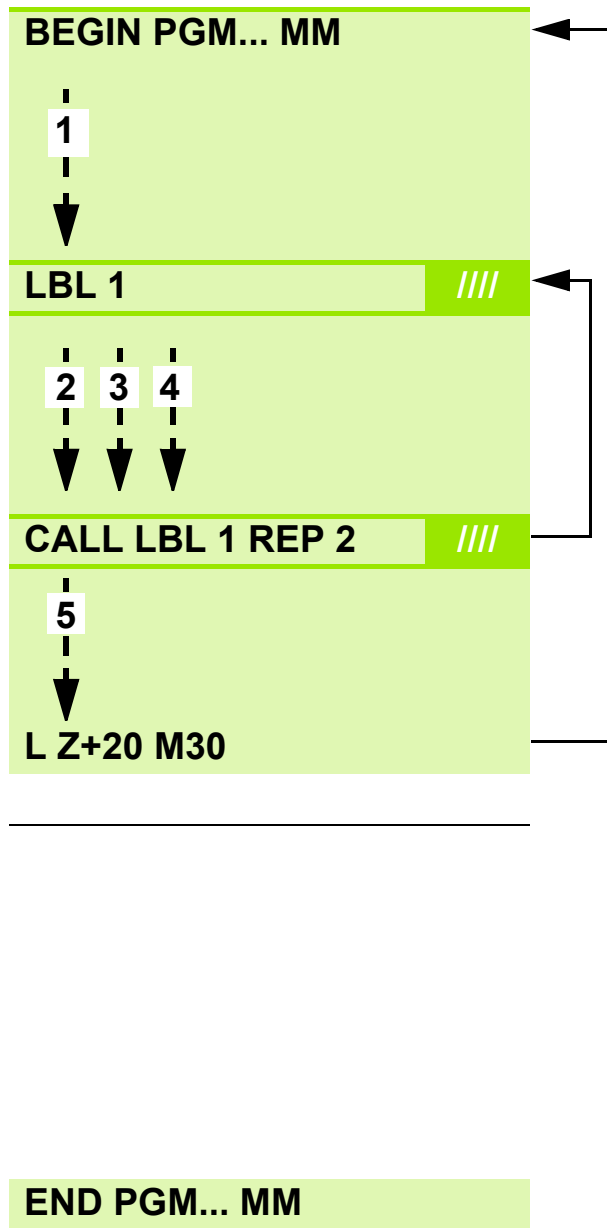 BEGIN PGM... MM
1
LBL 1 ////
2 3 4
CALL LBL 1 REP 2 ////
5
L Z+20 M30
END PGM... MM